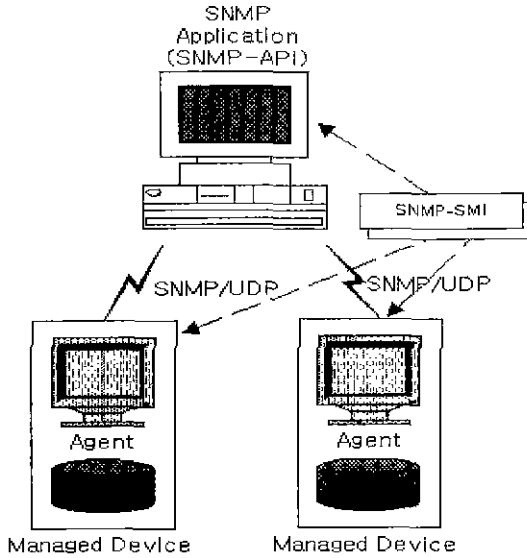 SNMP
Application
(SNMP-API)
SNMP-SMI
SNMP/UDP
SNMP/UDP
Agent
Agent
Managed Device
Managed Device